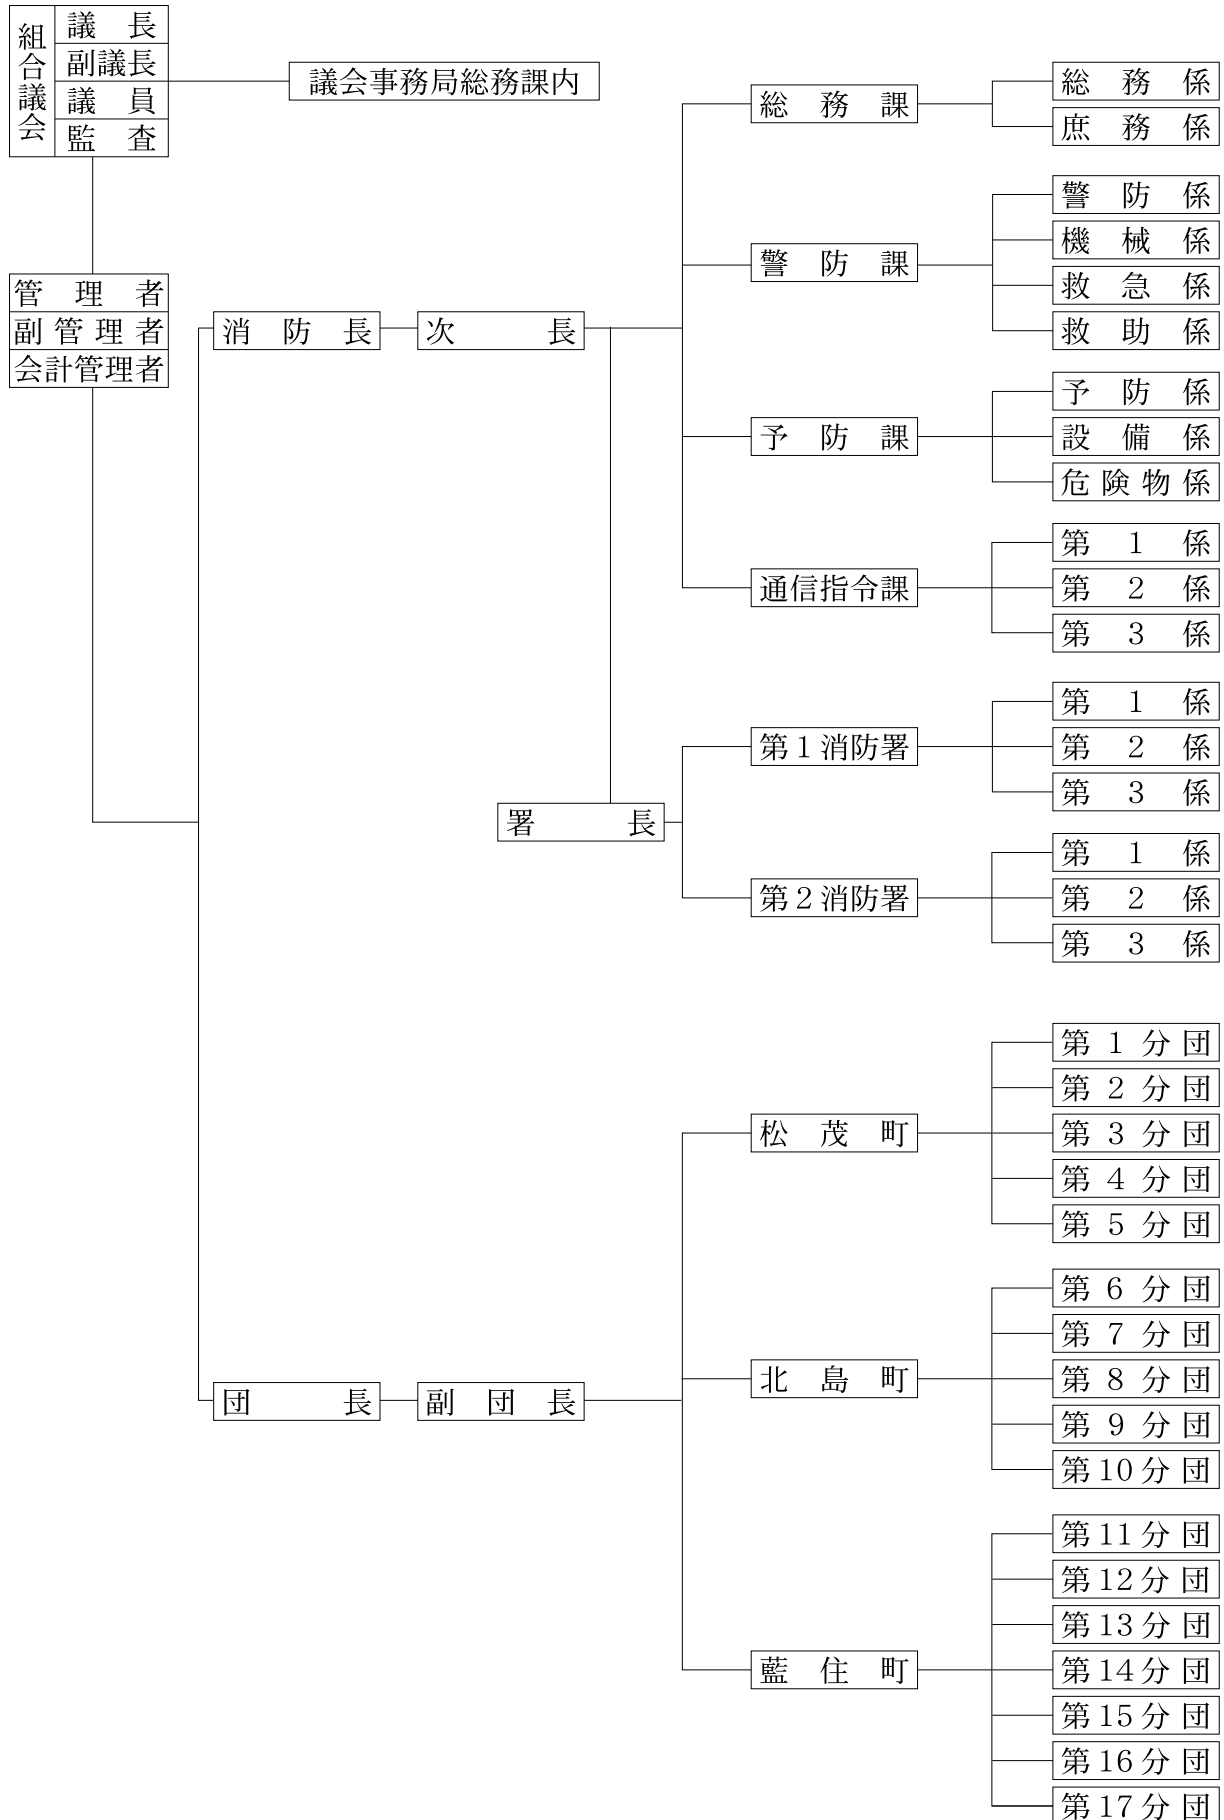 組合議会
議長
副議長
議員
監査
議会事務局総務課内
管理者
副管理者
会計管理者
消防長
次長
総務課
総務係
庶務係
警防課
警防係
機械係
救急係
救助係
予防課
予防係
設備係
危険物係
通信指令課
第1係
第2係
第3係
署長
第1消防署
第1係
第2係
第3係
第2消防署
第1係
第2係
第3係
団長
副団長
松茂町
第1分団
第2分団
第3分団
第4分団
第5分団
北島町
第6分団
第7分団
第8分団
第9分団
第10分団
藍住町
第11分団
第12分団
第13分団
第14分団
第15分団
第16分団
第17分団